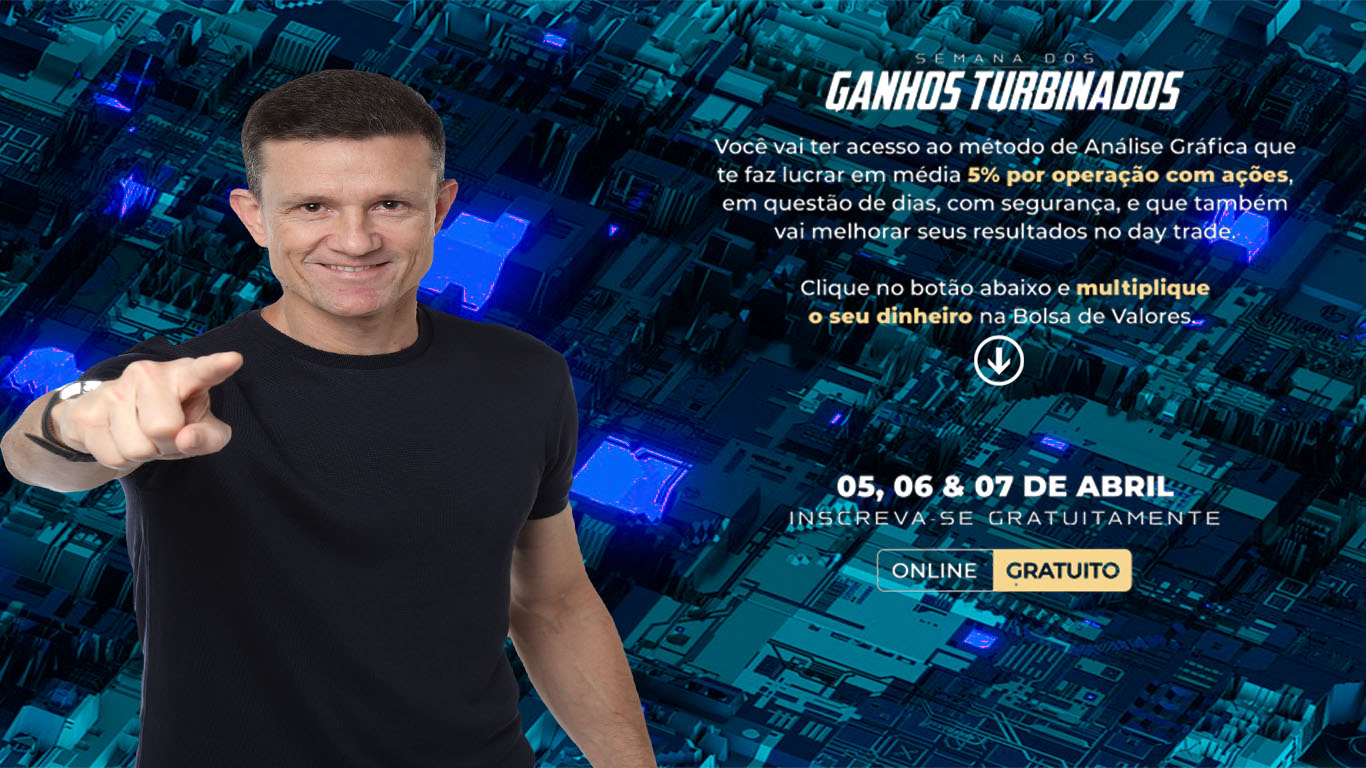 SEMANA DOS
GANHOS TURBINADOS
Você vai ter acesso ao método de Análise Gráfica que
te faz lucrar em média 5% por operação com ações,
em questão de dias, com segurança, e que também
vai melhorar seus resultados no day trade.
Clique no botão abaixo e multiplique
o seu dinheiro na Bolsa de Valores.
05, 06 & 07 DE ABRIL
INSCREVA-SE GRATUITAMENTE
ONLINE GRATUITO